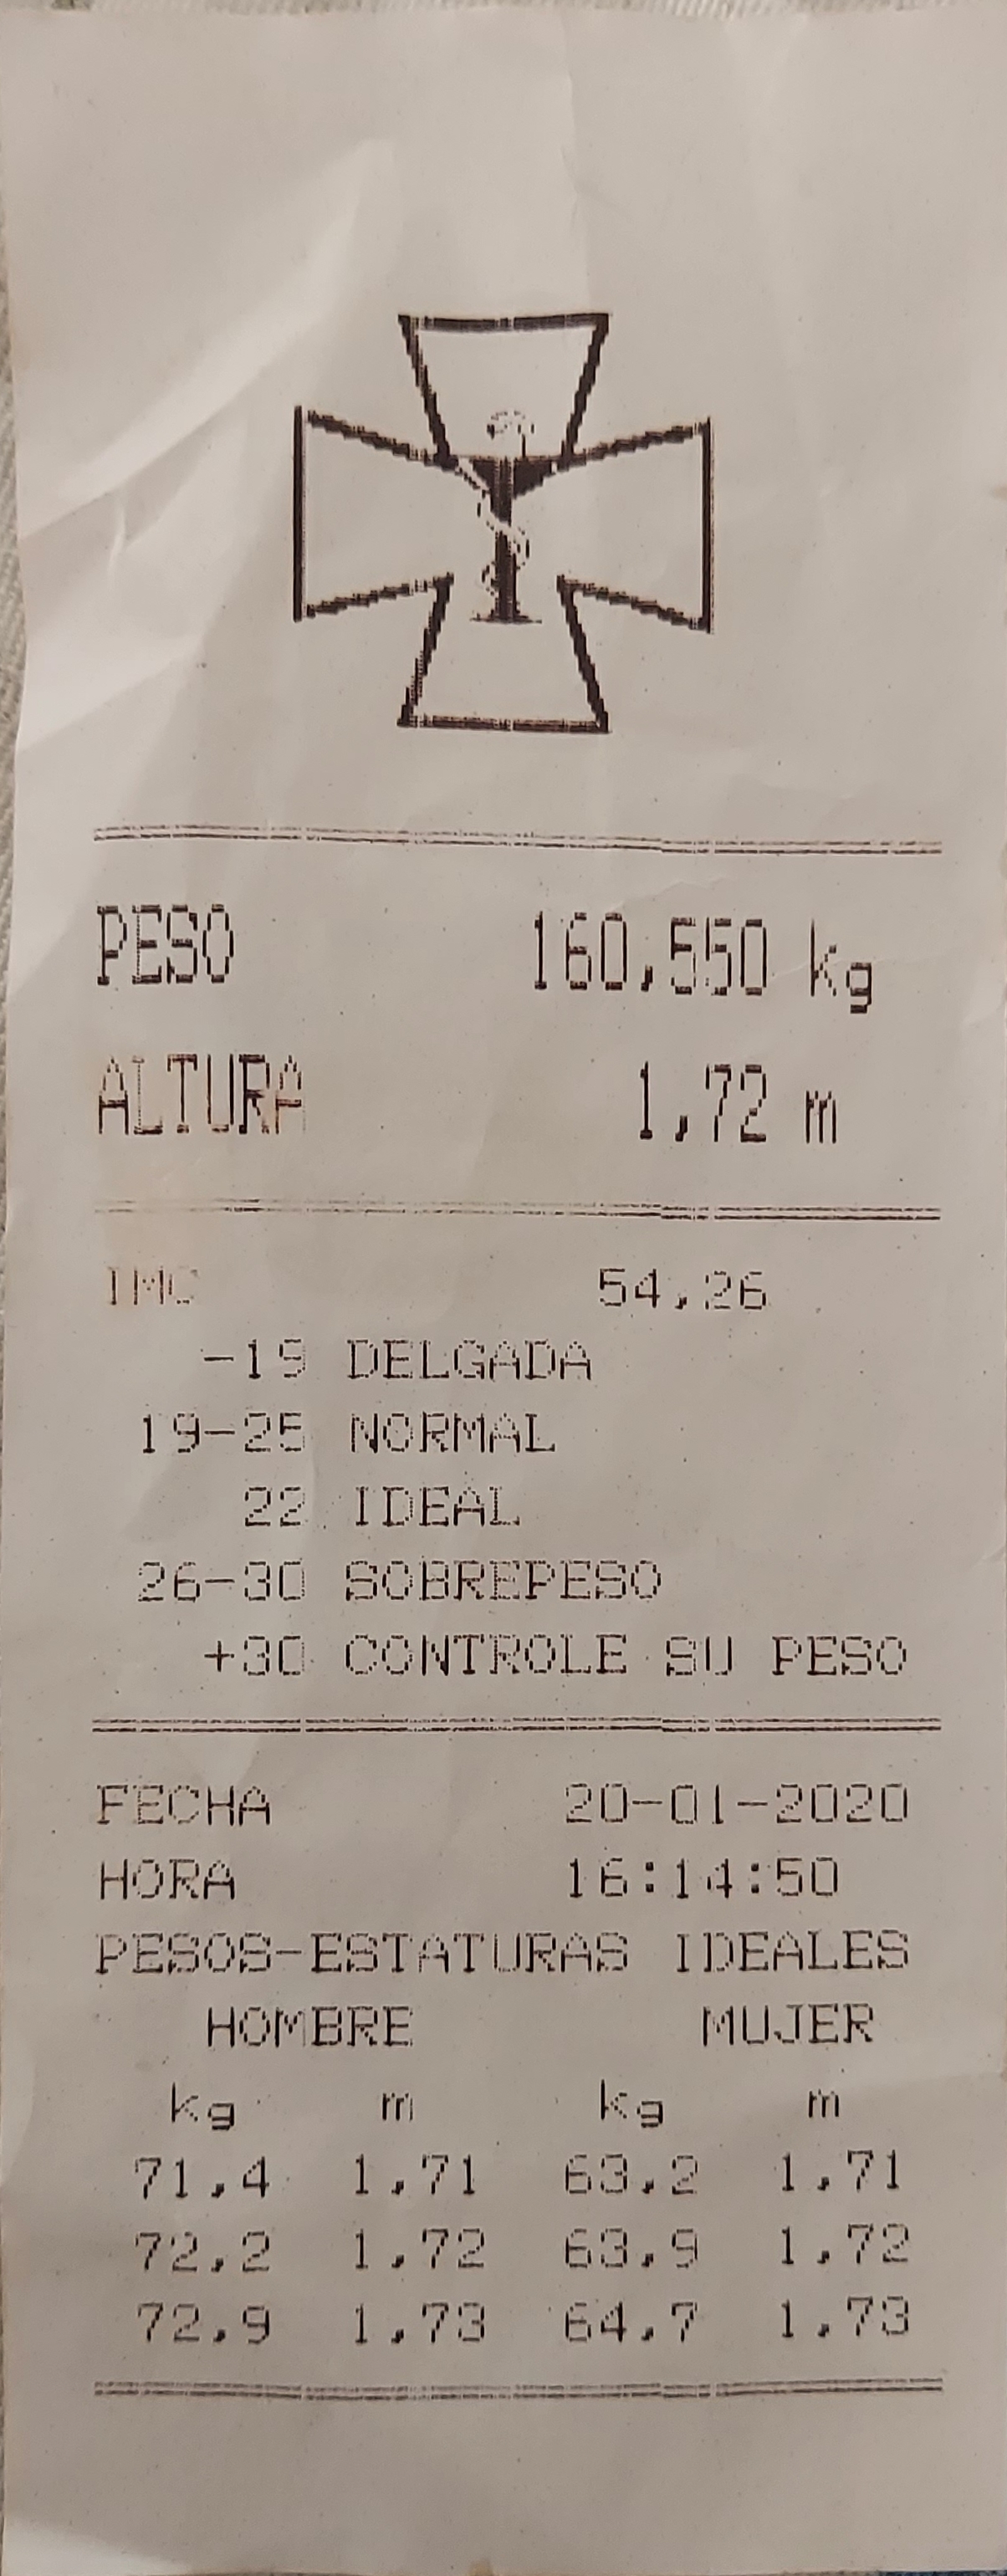 PESO 160,550 kg
ALTURA 1,72 m
IMC 54,26
-19 DELGADA
19-25 NORMAL
22 IDEAL
26-30 SOBREPESO
+30 CONTROLE SU PESO
FECHA 20-01-2020
HORA 16:14:50
PESOS-ESTATURAS IDEALES
HOMBRE MUJER
kg m kg m
71,4 1,71 63,2 1,71
72,2 1,72 63,9 1,72
72,9 1,73 64,7 1,73